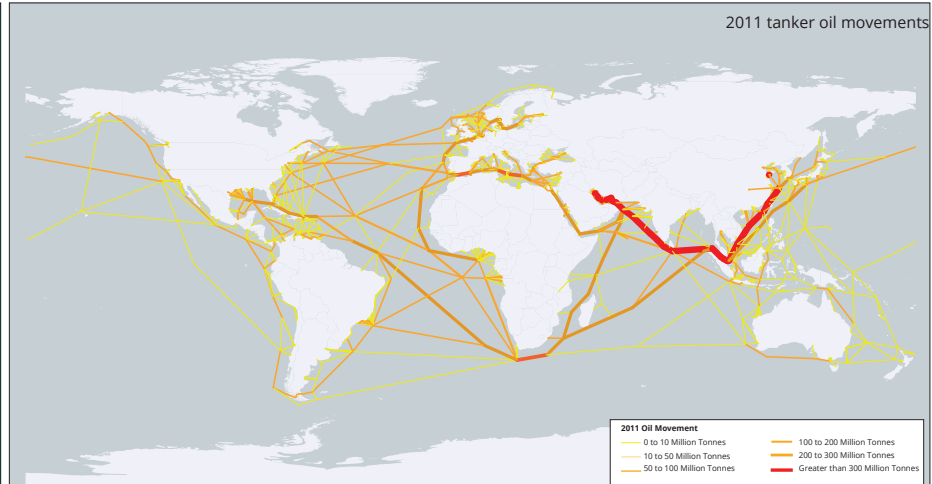 2011 tanker oil movements
2011 Oil Movement
0 to 10 Million Tonnes
10 to 50 Million Tonnes
50 to 100 Million Tonnes
100 to 200 Million Tonnes
200 to 300 Million Tonnes
Greater than 300 Million Tonnes